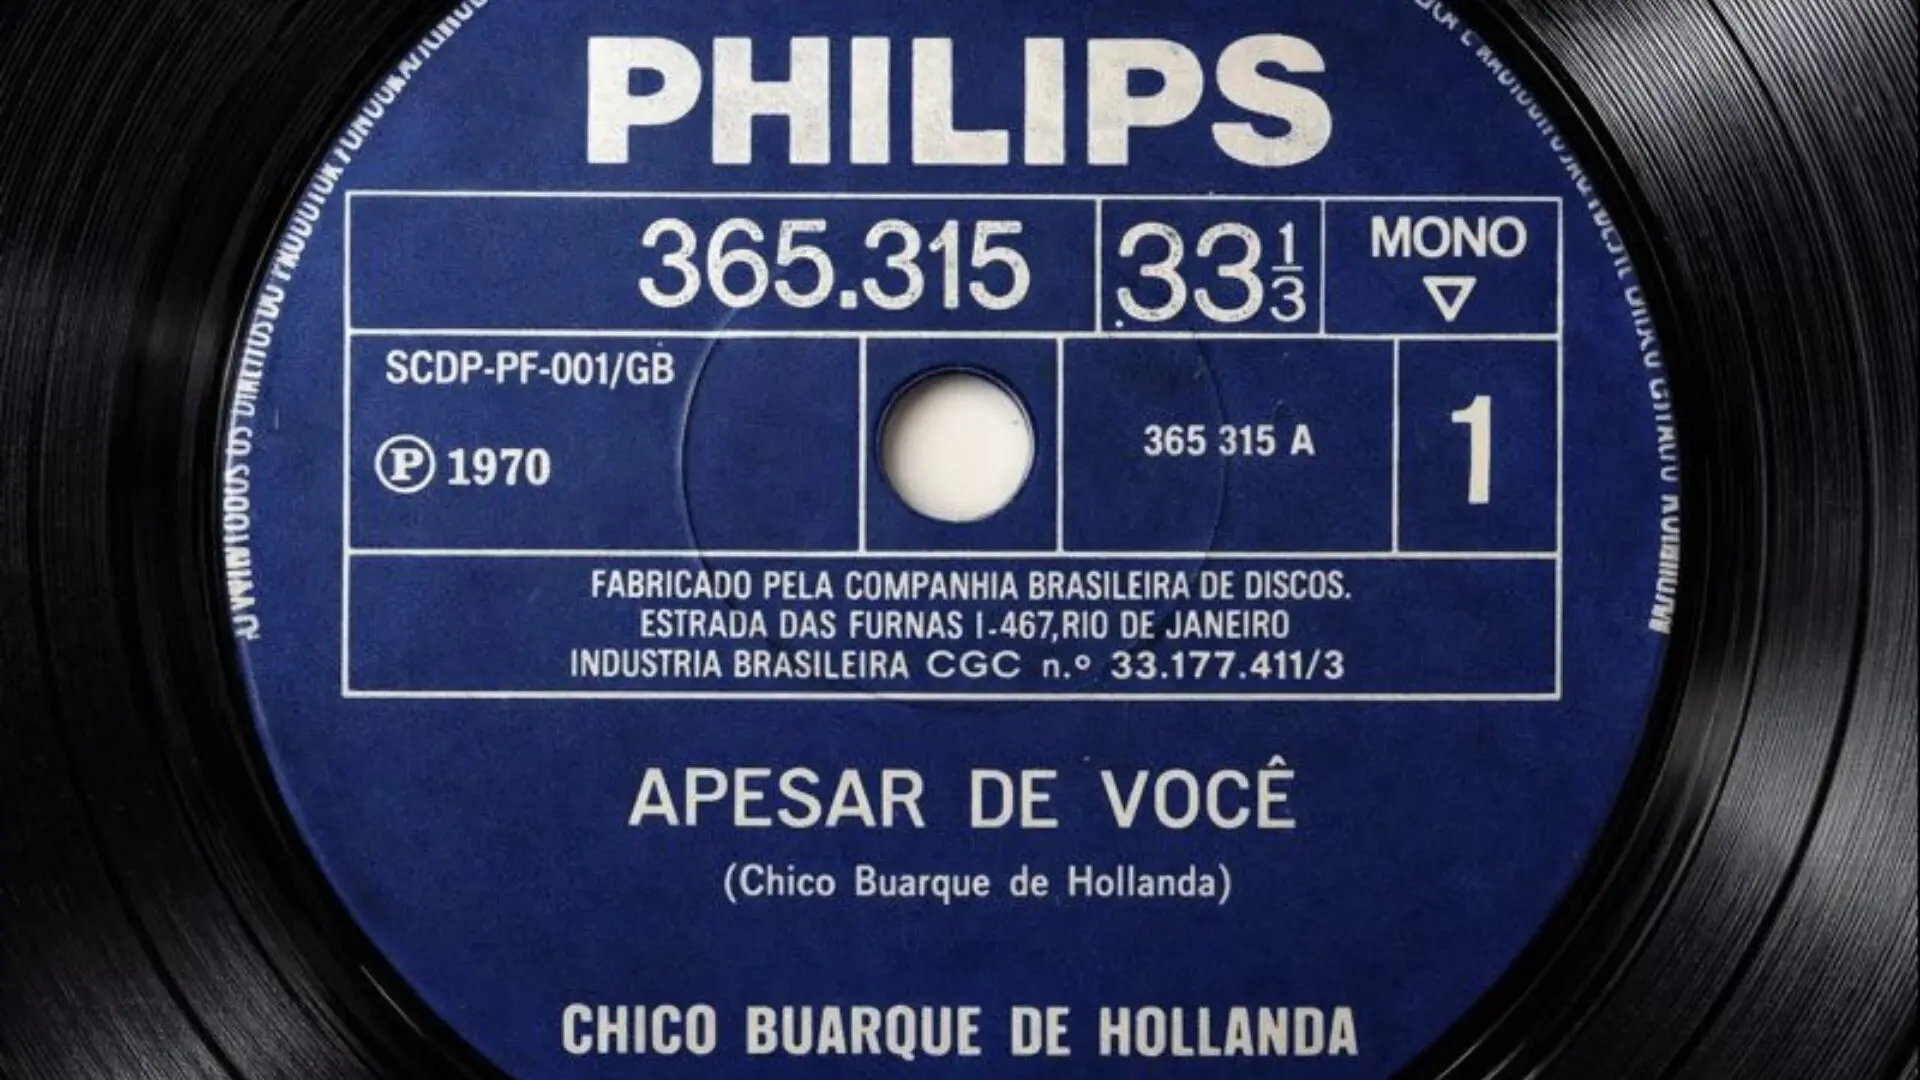 PHILIPS
365.315
33 1/3
MONO
SCDP-PF-001/GB
Ⓟ 1970
365 315 A
1
FABRICADO PELA COMPANHIA BRASILEIRA DE DISCOS.
ESTRADA DAS FURNAS I-467,RIO DE JANEIRO
INDUSTRIA BRASILEIRA CGC n.º 33.177.411/3
APESAR DE VOCÊ
(Chico Buarque de Hollanda)
CHICO BUARQUE DE HOLLANDA